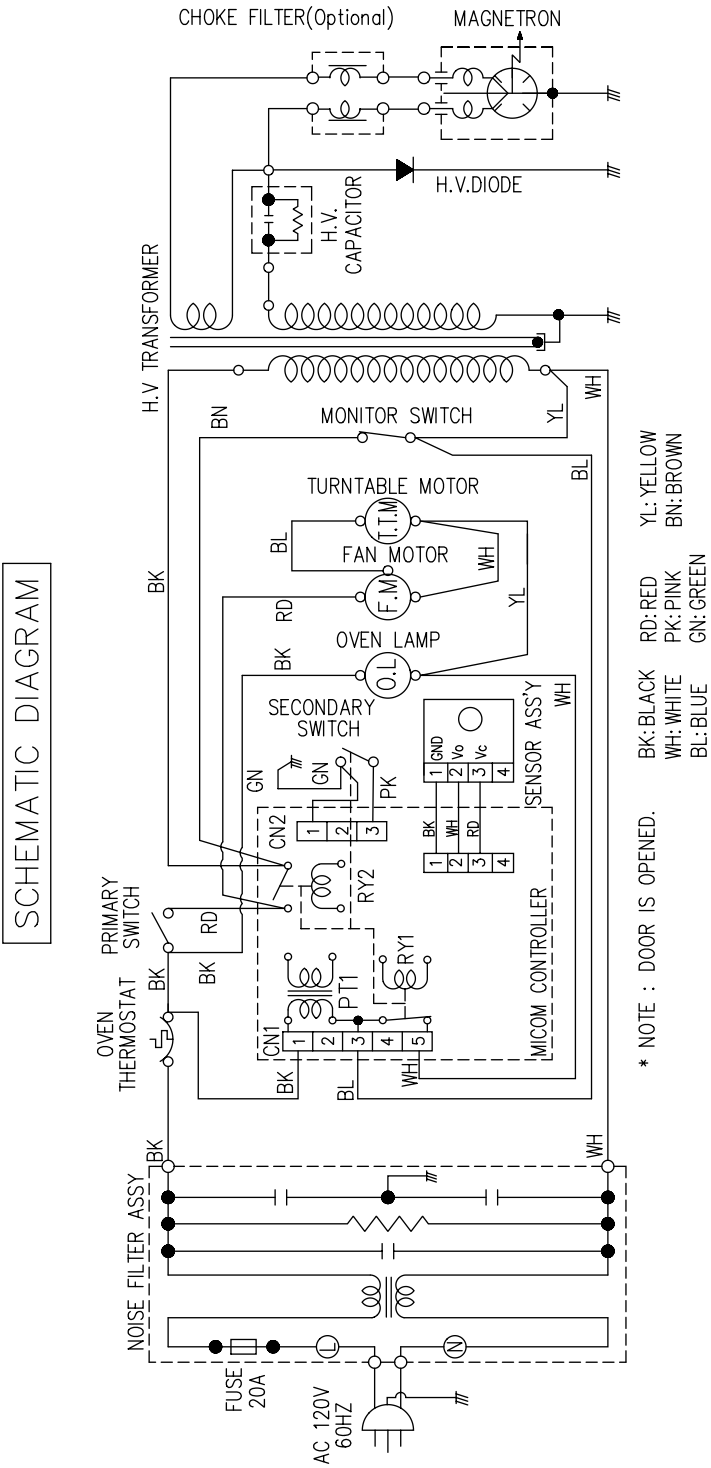 SCHEMATIC DIAGRAM
CHOKE FILTER(Optional)
MAGNETRON
H.V.DIODE
H.V.
CAPACITOR
H.V TRANSFORMER
BN
MONITOR SWITCH
YL
WH
BL
TURNTABLE MOTOR
T.T.M
BL
FAN MOTOR
F.M
WH
YL
BK
RD
OVEN LAMP
O.L
BK
WH
SECONDARY
SWITCH
GN
GN
PK
SENSOR ASS'Y
1 GND
2 Vo
3 Vc
4
BK
WH
RD
1
2
3
4
CN2
1
2
3
RY2
PRIMARY
SWITCH
RD
BK
BK
OVEN
THERMOSTAT
PT1
RY1
MICOM CONTROLLER
CN1
1
2
3
4
5
BK
BL
WH
BK
WH
NOISE FILTER ASSY
FUSE
20A
L
N
AC 120V
60HZ
* NOTE : DOOR IS OPENED.
BK:BLACK RD:RED YL:YELLOW
WH:WHITE PK:PINK BN:BROWN
BL:BLUE GN:GREEN